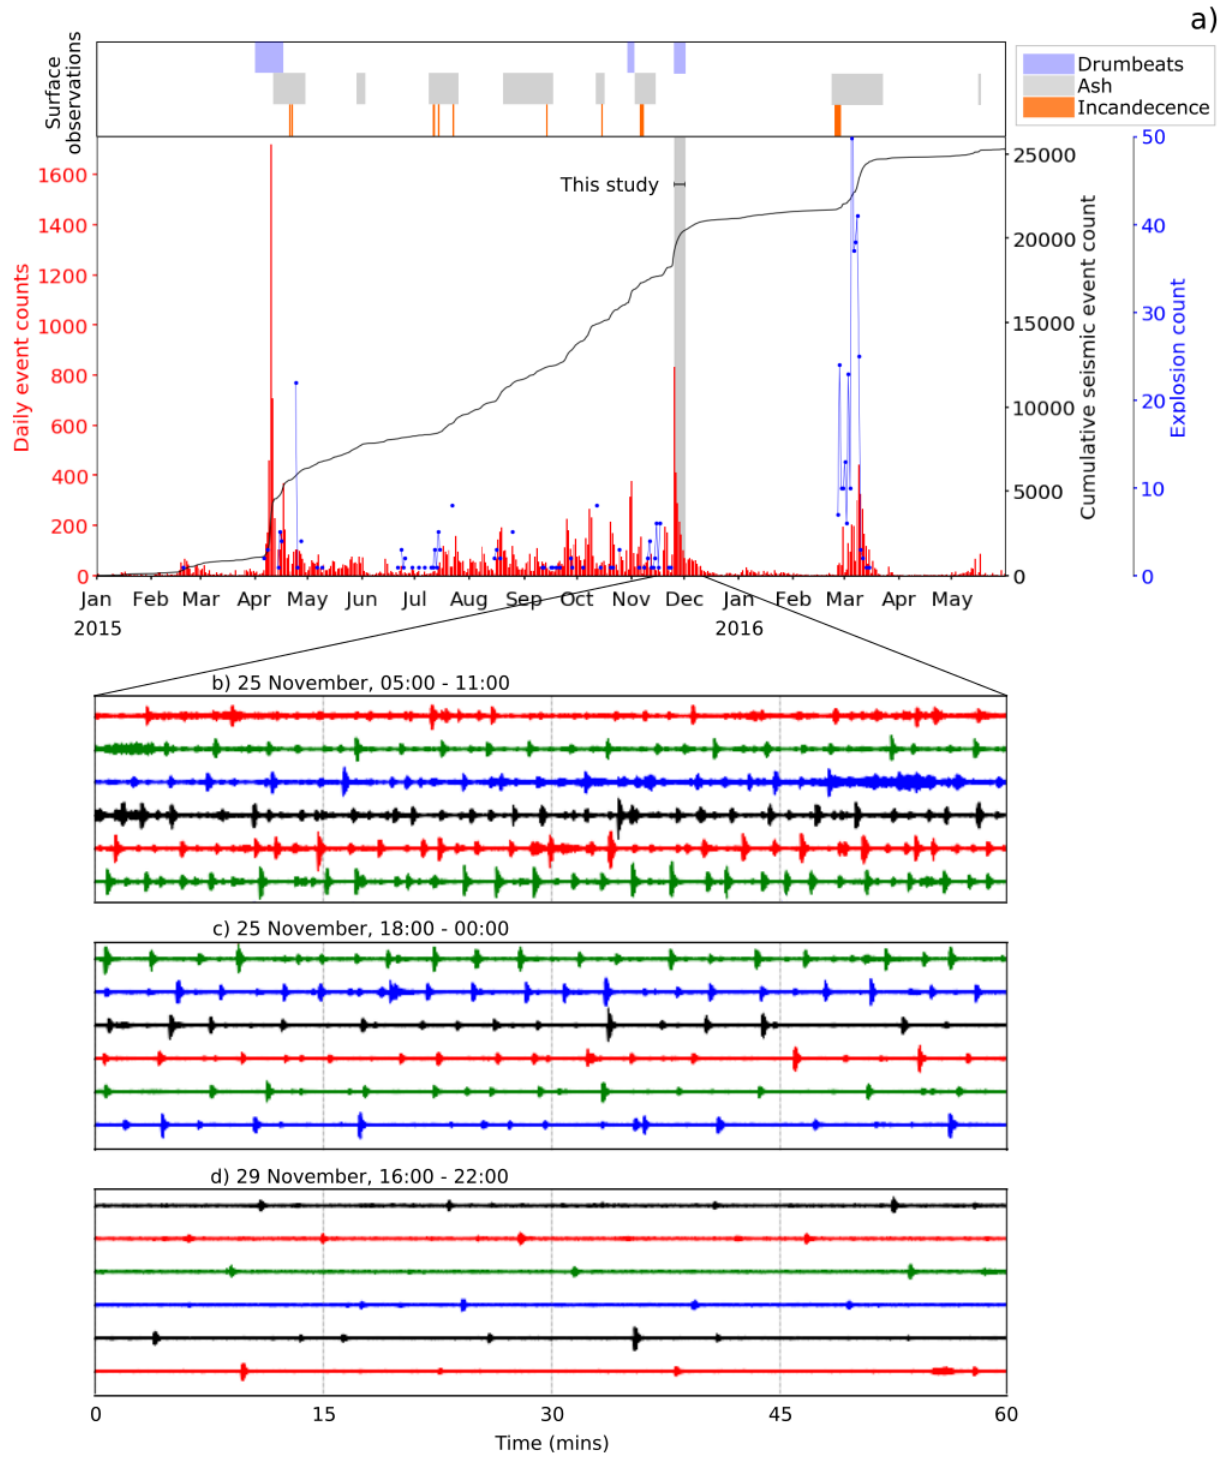 a)
Surface
observations
Drumbeats
Ash
Incandecence
This study
Daily event counts
1600
1400
1200
1000
800
600
400
200
0
25000
20000
15000
10000
5000
0
Cumulative seismic event count
50
40
30
20
10
0
Explosion count
Jan Feb Mar Apr May Jun Jul Aug Sep Oct Nov Dec Jan Feb Mar Apr May
2015 2016
b) 25 November, 05:00 - 11:00
c) 25 November, 18:00 - 00:00
d) 29 November, 16:00 - 22:00
0 15 30 45 60
Time (mins)